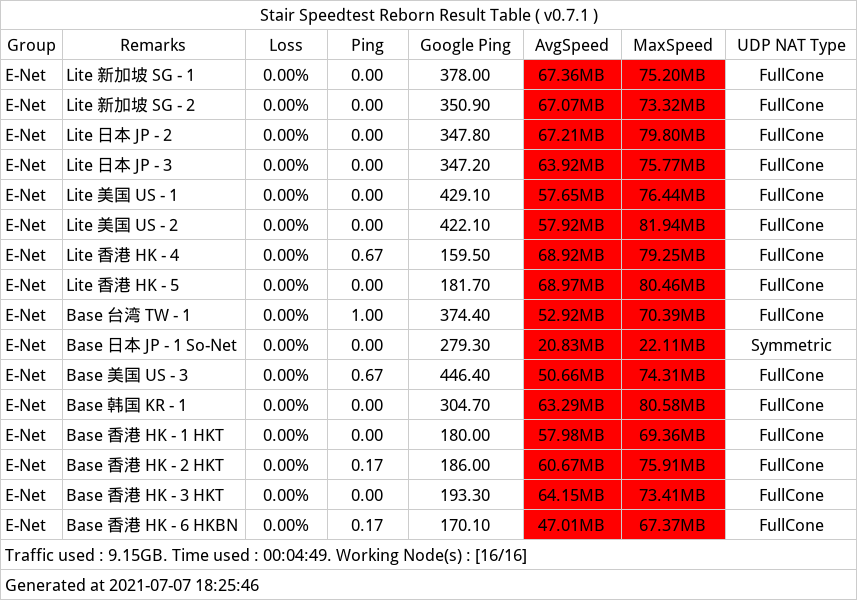 Stair Speedtest Reborn Result Table ( v0.7.1 )
Group Remarks Loss Ping Google Ping AvgSpeed MaxSpeed UDP NAT Type
E-Net Lite 新加坡 SG - 1 0.00% 0.00 378.00 67.36MB 75.20MB FullCone
E-Net Lite 新加坡 SG - 2 0.00% 0.00 350.90 67.07MB 73.32MB FullCone
E-Net Lite 日本 JP - 2 0.00% 0.00 347.80 67.21MB 79.80MB FullCone
E-Net Lite 日本 JP - 3 0.00% 0.00 347.20 63.92MB 75.77MB FullCone
E-Net Lite 美国 US - 1 0.00% 0.00 429.10 57.65MB 76.44MB FullCone
E-Net Lite 美国 US - 2 0.00% 0.00 422.10 57.92MB 81.94MB FullCone
E-Net Lite 香港 HK - 4 0.00% 0.67 159.50 68.92MB 79.25MB FullCone
E-Net Lite 香港 HK - 5 0.00% 0.00 181.70 68.97MB 80.46MB FullCone
E-Net Base 台湾 TW - 1 0.00% 1.00 374.40 52.92MB 70.39MB FullCone
E-Net Base 日本 JP - 1 So-Net 0.00% 0.00 279.30 20.83MB 22.11MB Symmetric
E-Net Base 美国 US - 3 0.00% 0.67 446.40 50.66MB 74.31MB FullCone
E-Net Base 韩国 KR - 1 0.00% 0.00 304.70 63.29MB 80.58MB FullCone
E-Net Base 香港 HK - 1 HKT 0.00% 0.00 180.00 57.98MB 69.36MB FullCone
E-Net Base 香港 HK - 2 HKT 0.00% 0.17 186.00 60.67MB 75.91MB FullCone
E-Net Base 香港 HK - 3 HKT 0.00% 0.00 193.30 64.15MB 73.41MB FullCone
E-Net Base 香港 HK - 6 HKBN 0.00% 0.17 170.10 47.01MB 67.37MB FullCone
Traffic used : 9.15GB. Time used : 00:04:49. Working Node(s) : [16/16]
Generated at 2021-07-07 18:25:46